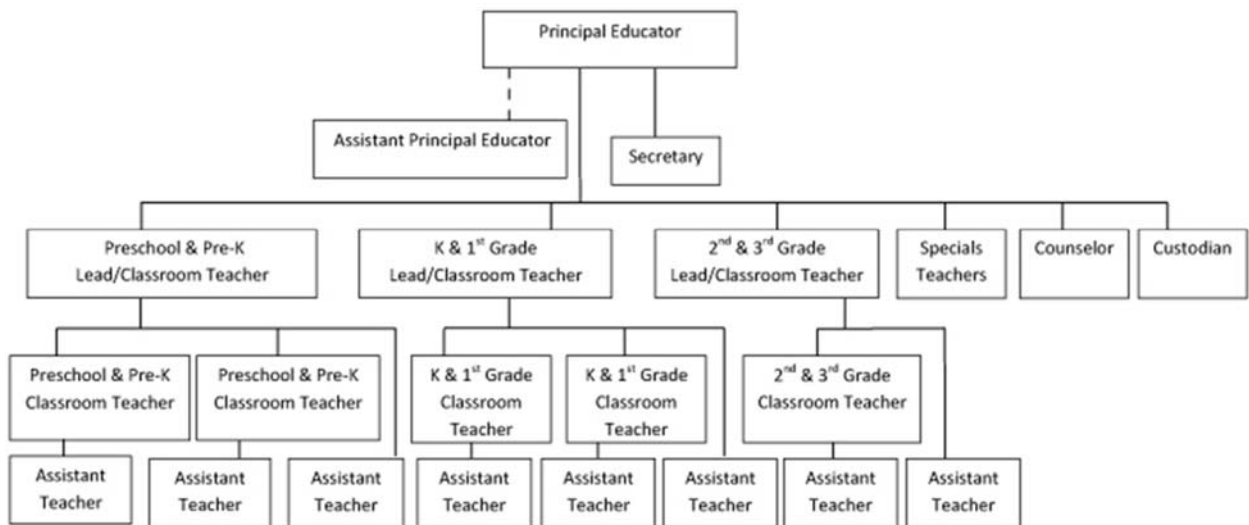 Principal Educator
Assistant Principal Educator
Secretary
Preschool & Pre-K
Lead/Classroom Teacher
K & 1st Grade
Lead/Classroom Teacher
2nd & 3rd Grade
Lead/Classroom Teacher
Specials
Teachers
Counselor
Custodian
Preschool & Pre-K
Classroom Teacher
Preschool & Pre-K
Classroom Teacher
K & 1st Grade
Classroom
Teacher
K & 1st Grade
Classroom
Teacher
2nd & 3rd Grade
Classroom Teacher
Assistant
Teacher
Assistant
Teacher
Assistant
Teacher
Assistant
Teacher
Assistant
Teacher
Assistant
Teacher
Assistant
Teacher
Assistant
Teacher